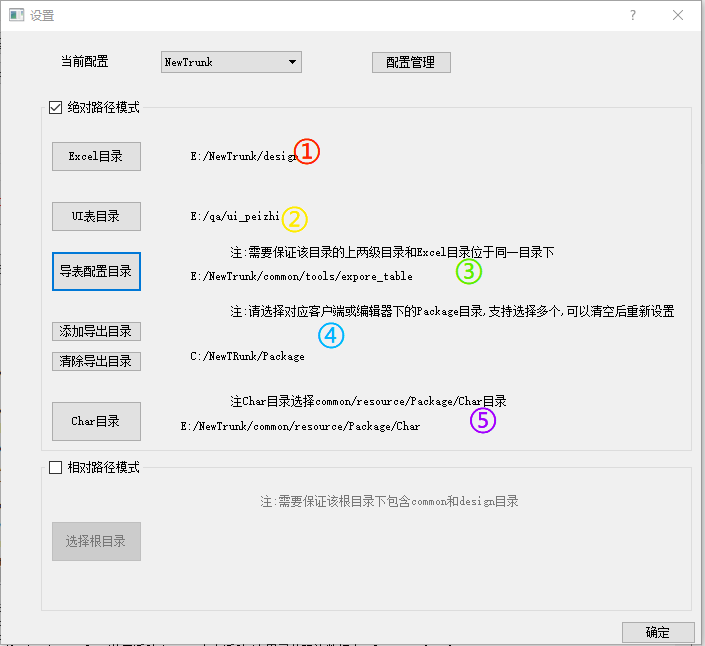 设置
当前配置 NewTrunk 配置管理
绝对路径模式
Excel目录 E:/NewTrunk/design ①
UI表目录 E:/qa/ui_peizhi ②
注:需要保证该目录的上两级目录和Excel目录位于同一目录下
导表配置目录 E:/NewTrunk/common/tools/expore_table ③
注:请选择对应客户端或编辑器下的Package目录,支持选择多个,可以清空后重新设置
添加导出目录 ④
清除导出目录 C:/NewTRunk/Package
注Char目录选择common/resource/Package/Char目录
Char目录 E:/NewTrunk/common/resource/Package/Char ⑤
相对路径模式
注:需要保证该根目录下包含common和design目录
选择根目录
确定